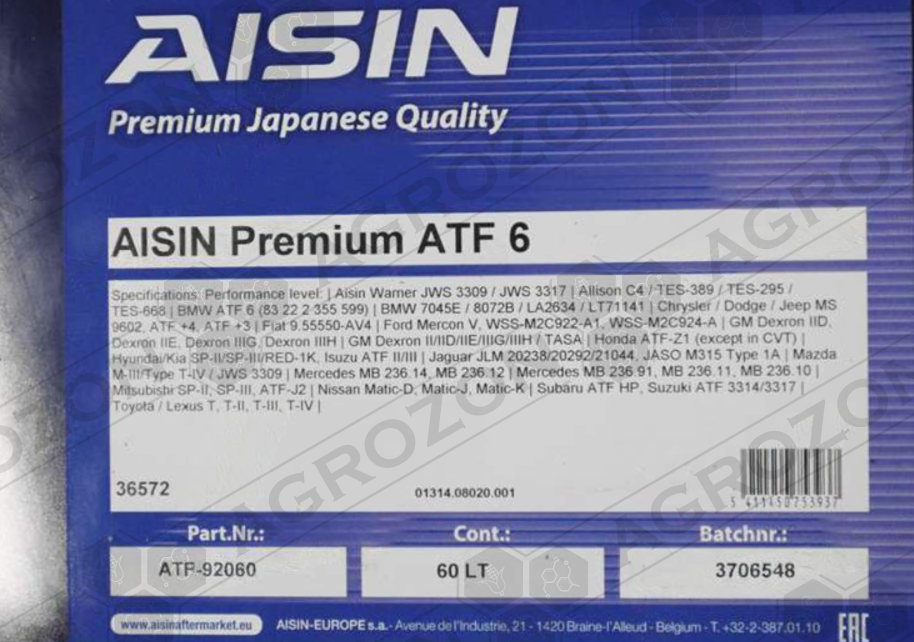 AISIN
Premium Japanese Quality
AISIN Premium ATF 6
Specifications: Performance level: | Aisin Warner JWS 3309 / JWS 3317 | Allison C4 / TES-389 / TES-295 /
TES-668 | BMW ATF 6 (83 22 2 355 599) | BMW 7045E / 8072B / LA2634 / LT71141 | Chrysler / Dodge / Jeep MS
9602, ATF +4, ATF +3 | Fiat 9.55550-AV4 | Ford Mercon V, WSS-M2C922-A1, WSS-M2C924-A | GM Dexron IID,
Dexron IIE, Dexron IIIG, Dexron IIIH | GM Dexron II/IID/IIE/IIIG/IIIH / TASA | Honda ATF-Z1 (except in CVT) |
Hyundai/Kia SP-II/SP-III/RED-1K, Isuzu ATF II/III | Jaguar JLM 20238/20292/21044, JASO M315 Type 1A | Mazda
M-III/Type T-IV / JWS 3309 | Mercedes MB 236.14, MB 236.12 | Mercedes MB 236.91, MB 236.11, MB 236.10 |
Mitsubishi SP-II, SP-III, ATF-J2 | Nissan Matic-D, Matic-J, Matic-K | Subaru ATF HP, Suzuki ATF 3314/3317 |
Toyota / Lexus T, T-II, T-III, T-IV |
36572
01314.08020.001
Part.Nr.: Cont.: Batchnr.:
ATF-92060 60 LT 3706548
www.aisinaftermarket.eu AISIN-EUROPE s.a. - Avenue de l'Industrie, 21 - 1420 Braine-l'Alleud - Belgium - T. +32-2-387.01.10 EAC
AGROZON